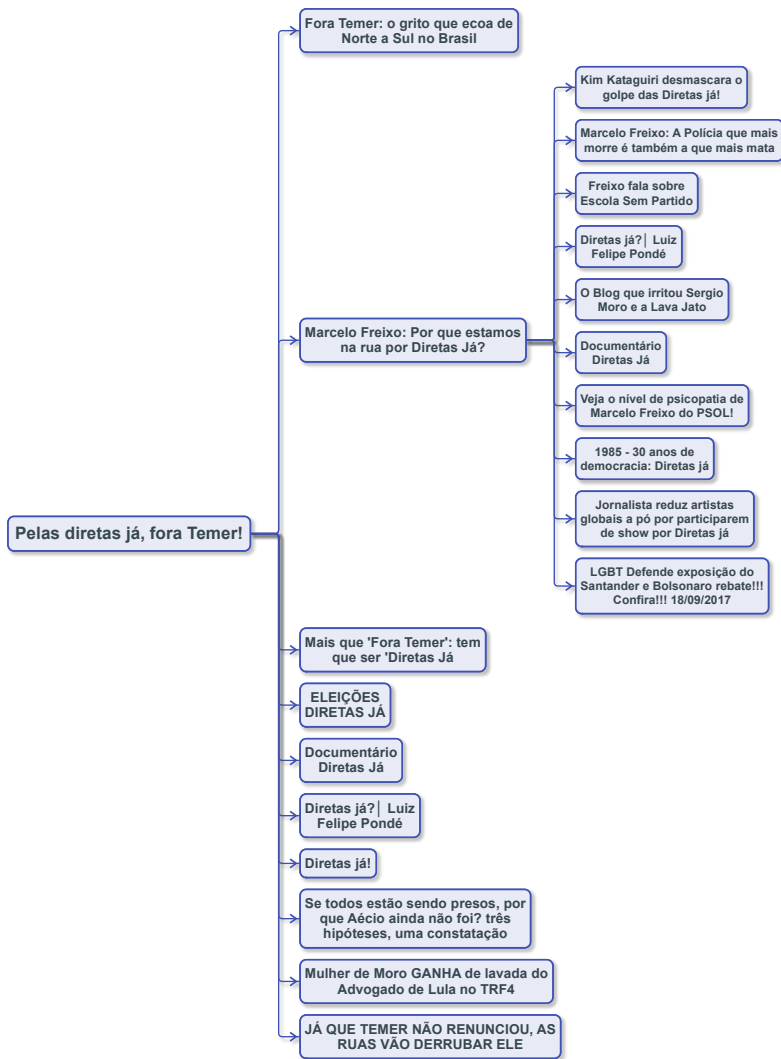 Fora Temer: o grito que ecoa de
Norte a Sul no Brasil
Kim Kataguiri desmascara o
golpe das Diretas já!
Marcelo Freixo: A Polícia que mais
morre é também a que mais mata
Freixo fala sobre
Escola Sem Partido
Diretas já?│ Luiz
Felipe Pondé
O Blog que irritou Sergio
Moro e a Lava Jato
Marcelo Freixo: Por que estamos
na rua por Diretas Já?
Documentário
Diretas Já
Veja o nível de psicopatia de
Marcelo Freixo do PSOL!
1985 - 30 anos de
democracia: Diretas já
Jornalista reduz artistas
globais a pó por participarem
de show por Diretas já
LGBT Defende exposição do
Santander e Bolsonaro rebate!!!
Confira!!! 18/09/2017
Pelas diretas já, fora Temer!
Mais que 'Fora Temer': tem
que ser 'Diretas Já
ELEIÇÕES
DIRETAS JÁ
Documentário
Diretas Já
Diretas já?│ Luiz
Felipe Pondé
Diretas já!
Se todos estão sendo presos, por
que Aécio ainda não foi? três
hipóteses, uma constatação
Mulher de Moro GANHA de lavada do
Advogado de Lula no TRF4
JÁ QUE TEMER NÃO RENUNCIOU, AS
RUAS VÃO DERRUBAR ELE